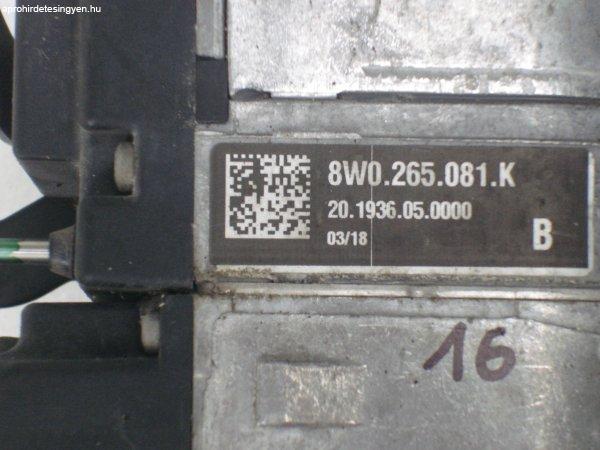 aprohirdetesingyen.hu
8W0.265.081.K
20.1936.05.0000
03/18
B
16